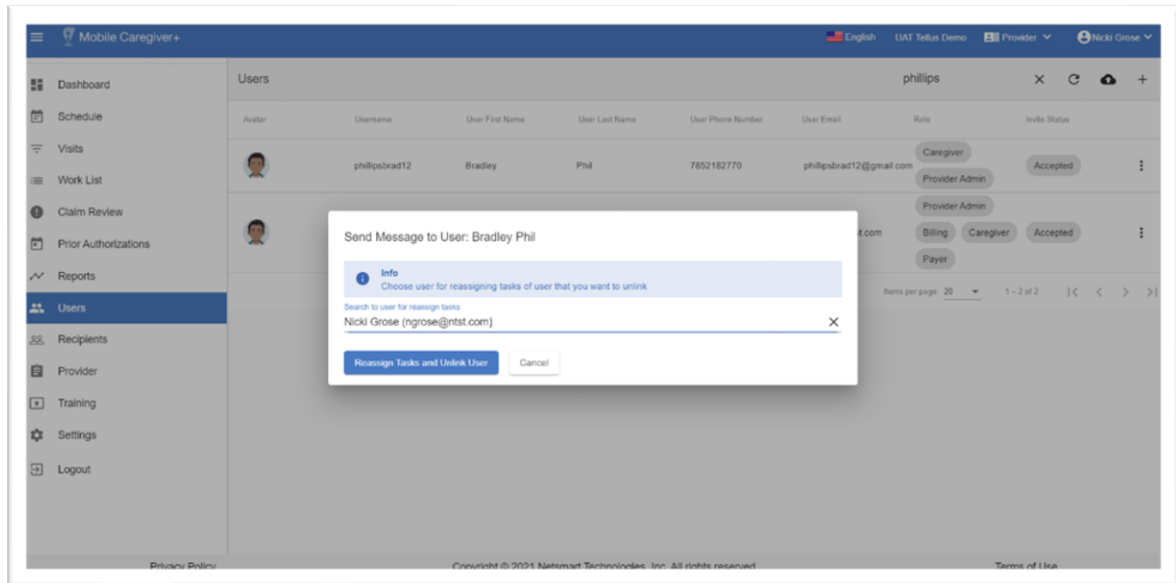 Mobile Caregiver+
English UAT Tellus Demo Provider Nicki Grose
Dashboard
Schedule
Visits
Work List
Claim Review
Prior Authorizations
Reports
Users
Recipients
Provider
Training
Settings
Logout
Users phillips
Avatar Username User First Name User Last Name User Phone Number User Email Role Invite Status
phillipsbrad12 Bradley Phil 7852182770 phillipsbrad12@gmail.com Caregiver Provider Admin Accepted
st.com Provider Admin Billing Caregiver Payer Accepted
Items per page: 20 1 – 2 of 2
Send Message to User: Bradley Phil
Info
Choose user for reassigning tasks of user that you want to unlink
Search to user for reassign tasks
Nicki Grose (ngrose@ntst.com)
Reassign Tasks and Unlink User Cancel
Privacy Policy Copyright © 2021 Netsmart Technologies, Inc. All rights reserved Terms of Use